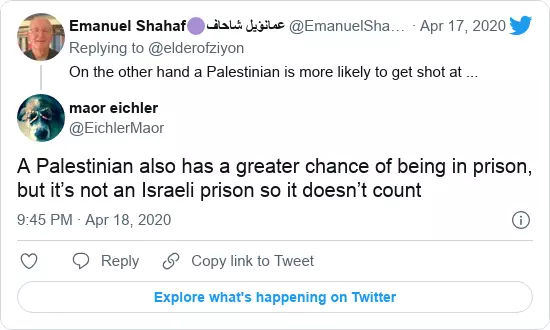 Emanuel Shahaf🟣عمانؤيل شاحاف @EmanuelSha… · Apr 17, 2020
Replying to @elderofziyon
On the other hand a Palestinian is more likely to get shot at ...
maor eichler
@EichlerMaor
A Palestinian also has a greater chance of being in prison,
but it’s not an Israeli prison so it doesn’t count
9:45 PM · Apr 18, 2020
Reply
Copy link to Tweet
Explore what's happening on Twitter